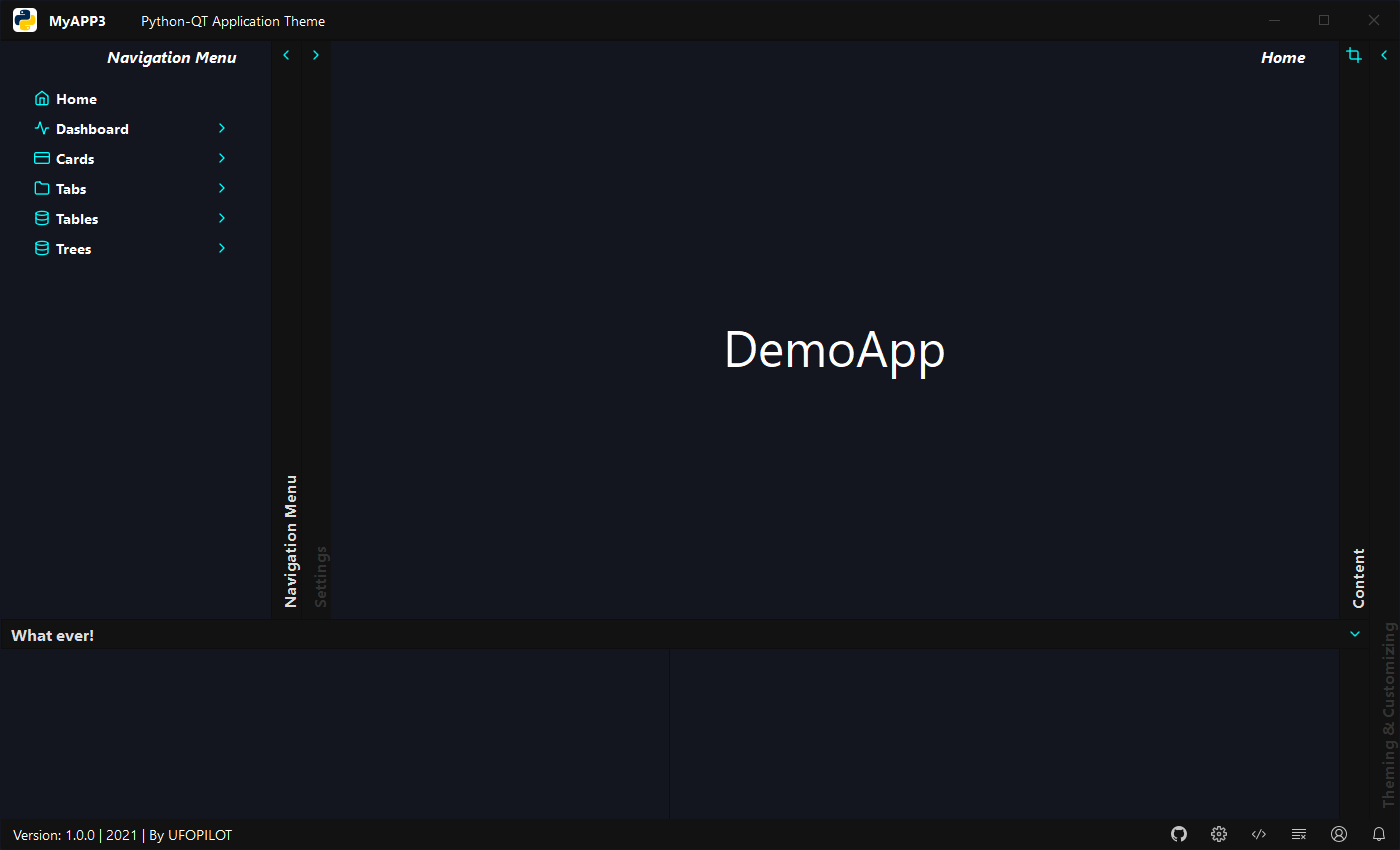 MyAPP3
Python-QT Application Theme
Navigation Menu
Home
Home
Dashboard
Cards
Tabs
Tables
Trees
Navigation Menu
Settings
DemoApp
Content
What ever!
Theming & Customizing
Version: 1.0.0 | 2021 | By UFOPILOT